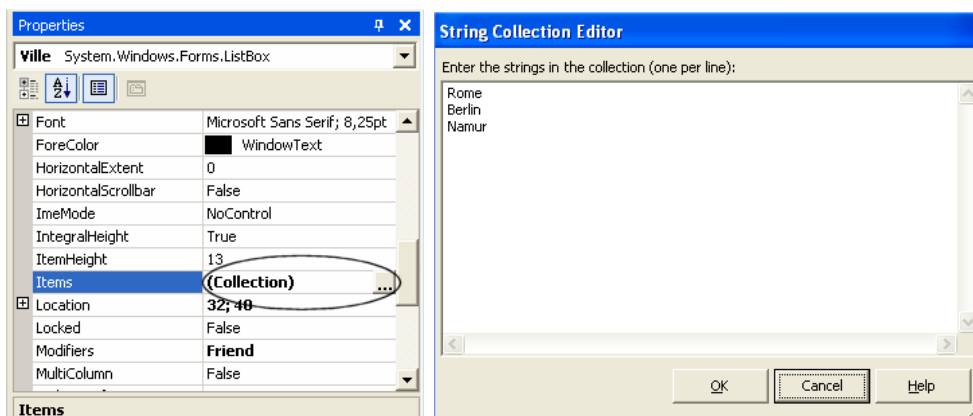 Properties
Ville System.Windows.Forms.ListBox
Font Microsoft Sans Serif; 8,25pt
ForeColor WindowText
HorizontalExtent 0
HorizontalScrollbar False
ImeMode NoControl
IntegralHeight True
ItemHeight 13
Items (Collection) ...
Location 32; 40
Locked False
Modifiers Friend
MultiColumn False
Items
String Collection Editor
Enter the strings in the collection (one per line):
Rome
Berlin
Namur
OK Cancel Help